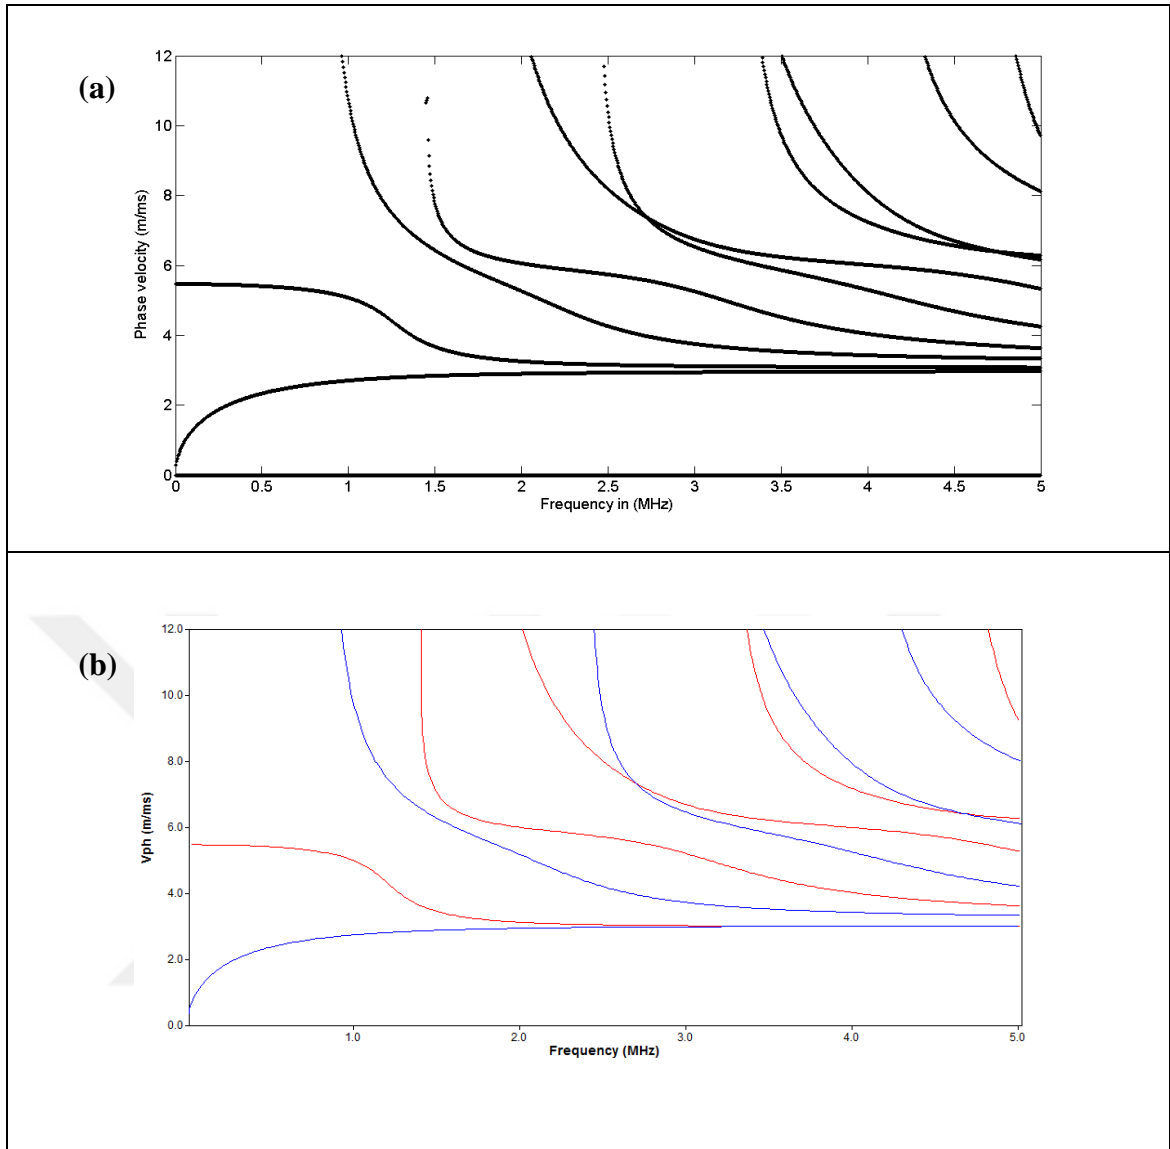 (a)
12
10
8
6
4
2
0
Phase velocity (m/ms)
0 0.5 1 1.5 2 2.5 3 3.5 4 4.5 5
Frequency in (MHz)
(b)
12.0
10.0
8.0
6.0
4.0
2.0
0.0
Vph (m/ms)
1.0 2.0 3.0 4.0 5.0
Frequency (MHz)